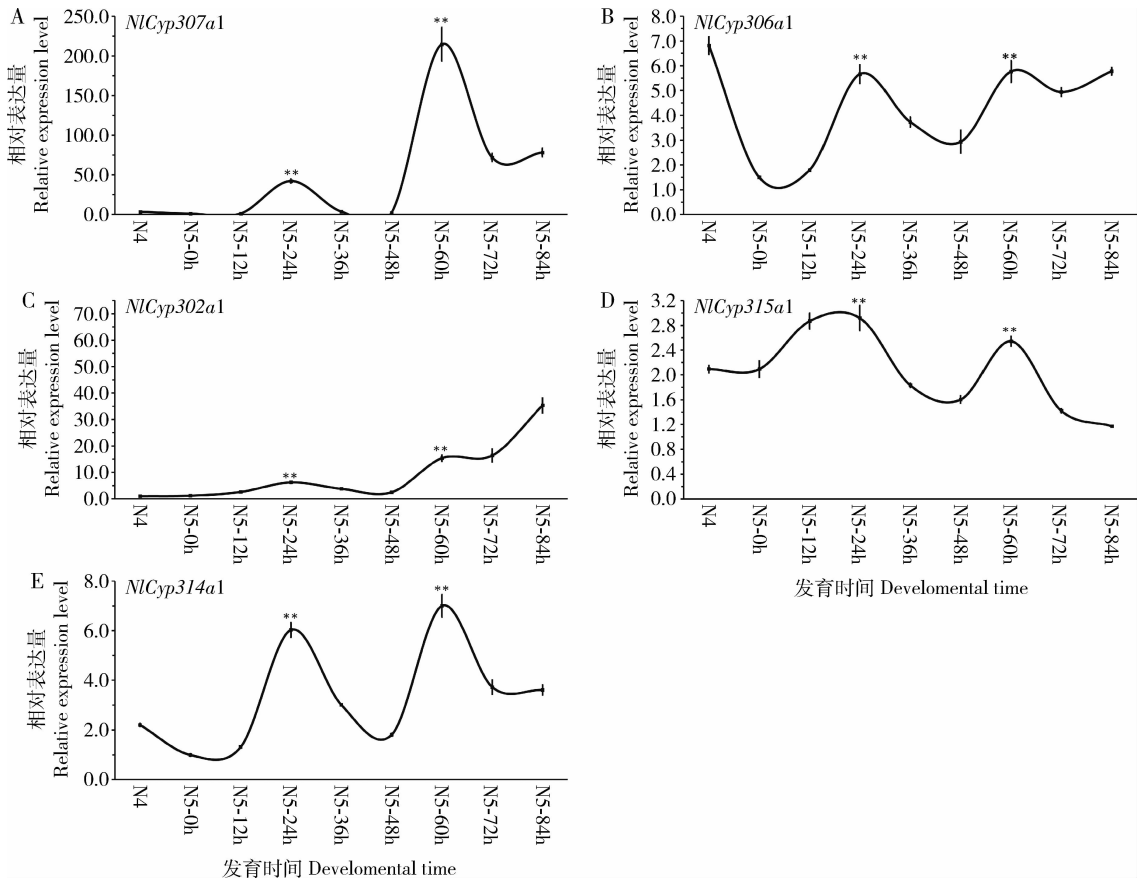 A
NlCyp307a1
相对表达量
Relative expression level
250.0
200.0
150.0
100.0
50.0
0.0
**
**
N4
N5-0h
N5-12h
N5-24h
N5-36h
N5-48h
N5-60h
N5-72h
N5-84h
B
NlCyp306a1
相对表达量
Relative expression level
8.0
7.0
6.0
5.0
4.0
3.0
2.0
1.0
0.0
**
**
N4
N5-0h
N5-12h
N5-24h
N5-36h
N5-48h
N5-60h
N5-72h
N5-84h
C
NlCyp302a1
相对表达量
Relative expression level
70.0
60.0
50.0
40.0
30.0
20.0
10.0
0.0
**
**
N4
N5-0h
N5-12h
N5-24h
N5-36h
N5-48h
N5-60h
N5-72h
N5-84h
D
NlCyp315a1
相对表达量
Relative expression level
3.2
2.8
2.4
2.0
1.6
1.2
0.8
0.4
0.0
**
**
N4
N5-0h
N5-12h
N5-24h
N5-36h
N5-48h
N5-60h
N5-72h
N5-84h
发育时间 Develomental time
E
NlCyp314a1
相对表达量
Relative expression level
8.0
6.0
4.0
2.0
0.0
**
**
N4
N5-0h
N5-12h
N5-24h
N5-36h
N5-48h
N5-60h
N5-72h
N5-84h
发育时间 Develomental time